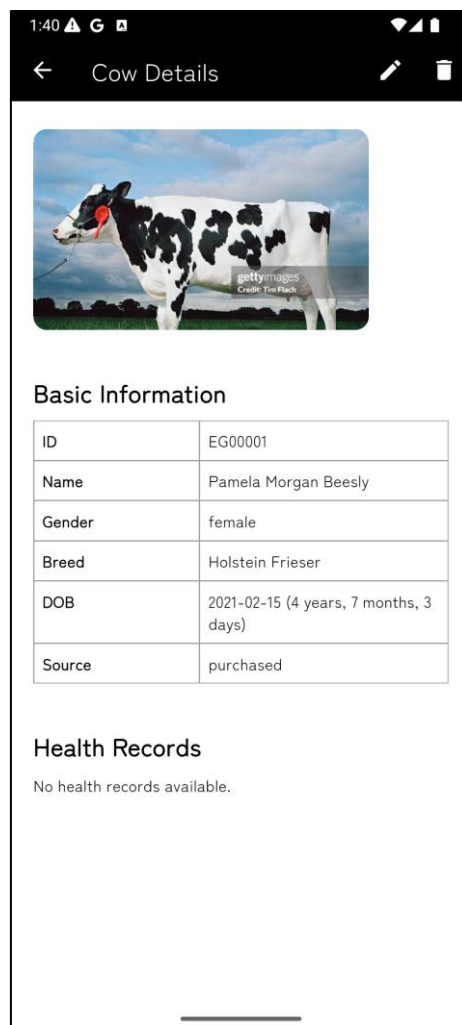 1:40
Cow Details
gettyimages
Credit: Tim Flach
Basic Information
ID EG00001
Name Pamela Morgan Beesly
Gender female
Breed Holstein Frieser
DOB 2021-02-15 (4 years, 7 months, 3
days)
Source purchased
Health Records
No health records available.